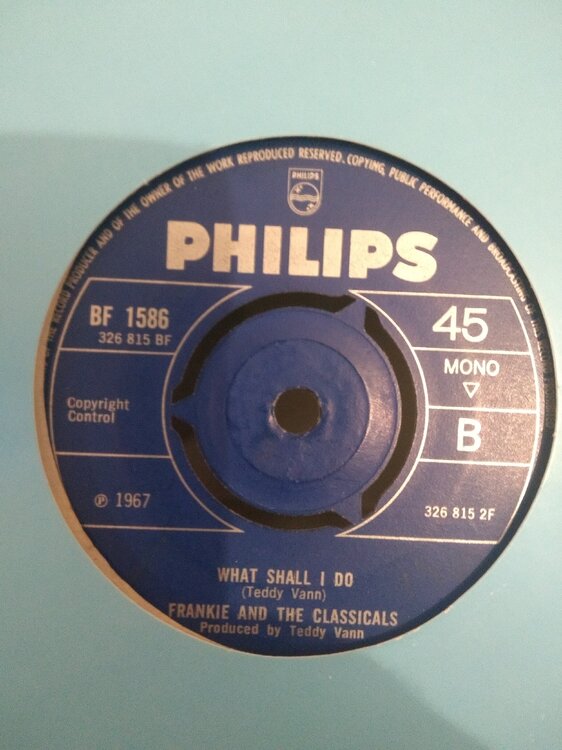 OF THE RECORD PRODUCER AND OF THE OWNER OF THE WORK REPRODUCED RESERVED. COPYING, PUBLIC PERFORMANCE AND BROADCASTING OF
PHILIPS
PHILIPS
BF 1586
326 815 BF
45
MONO
Copyright
Control
B
℗ 1967
326 815 2F
WHAT SHALL I DO
(Teddy Vann)
FRANKIE AND THE CLASSICALS
Produced by Teddy Vann